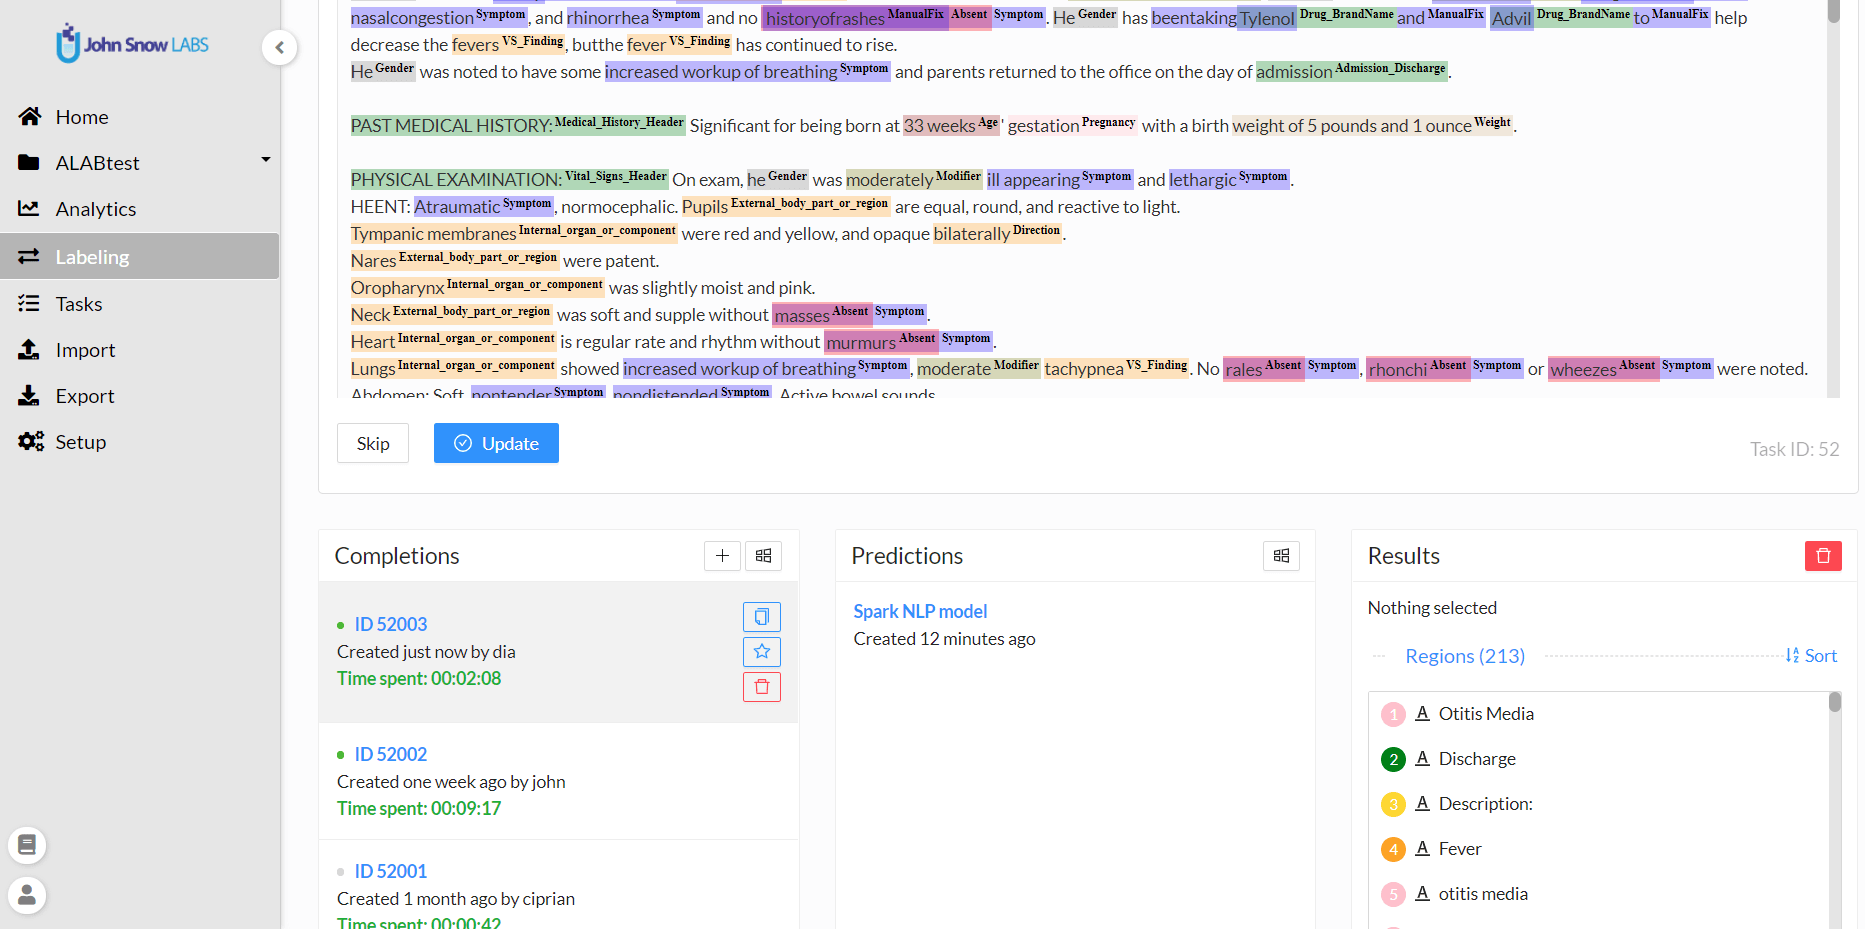 John Snow LABS
Home
ALABtest
Analytics
Labeling
Tasks
Import
Export
Setup
nasalcongestion Symptom, and rhinorrhea Symptom and no historyofrashes ManualFix Absent Symptom. He Gender has beentaking Tylenol Drug_BrandName and ManualFix Advil Drug_BrandName to ManualFix help
decrease the fevers VS_Finding, butthe fever VS_Finding has continued to rise.
He Gender was noted to have some increased workup of breathing Symptom and parents returned to the office on the day of admission Admission_Discharge.
PAST MEDICAL HISTORY: Medical_History_Header Significant for being born at 33 weeks Age ' gestation Pregnancy with a birth weight of 5 pounds and 1 ounce Weight.
PHYSICAL EXAMINATION: Vital_Signs_Header On exam, he Gender was moderately Modifier ill appearing Symptom and lethargic Symptom.
HEENT: Atraumatic Symptom, normocephalic. Pupils External_body_part_or_region are equal, round, and reactive to light.
Tympanic membranes Internal_organ_or_component were red and yellow, and opaque bilaterally Direction.
Nares External_body_part_or_region were patent.
Oropharynx Internal_organ_or_component was slightly moist and pink.
Neck External_body_part_or_region was soft and supple without masses Absent Symptom.
Heart Internal_organ_or_component is regular rate and rhythm without murmurs Absent Symptom.
Lungs Internal_organ_or_component showed increased workup of breathing Symptom, moderate Modifier tachypnea VS_Finding. No rales Absent Symptom, rhonchi Absent Symptom or wheezes Absent Symptom were noted.
Abdomen: Soft, nontender Symptom nondistended Symptom. Active bowel sounds.
Skip
Update
Task ID: 52
Completions
ID 52003
Created just now by dia
Time spent: 00:02:08
ID 52002
Created one week ago by john
Time spent: 00:09:17
ID 52001
Created 1 month ago by ciprian
Time spent: 00:00:42
Predictions
Spark NLP model
Created 12 minutes ago
Results
Nothing selected
Regions (213)
Sort
1 A Otitis Media
2 A Discharge
3 A Description:
4 A Fever
5 A otitis media